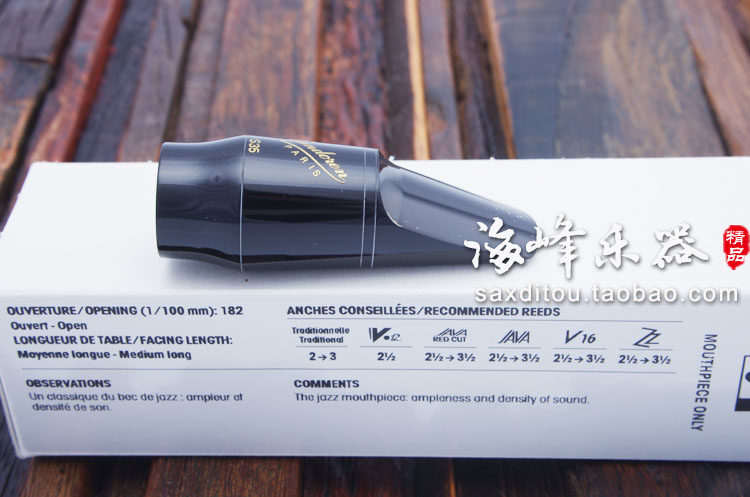 S35
Vandoren
PARIS
海峰乐器
精品
saxditou.taobao.com
OUVERTURE/OPENING (1/100 mm): 182
Ouvert - Open
LONGUEUR DE TABLE/FACING LENGTH:
Moyenne longue - Medium long
ANCHES CONSEILLÉES/RECOMMENDED REEDS
Traditionnelle
Traditional
V•12
JAVA
RED CUT
JAVA
V16
ZZ
2→3
2½
2½→3½
2½→3½
2½→3½
2½→3½
OBSERVATIONS
Un classique du bec de jazz : ampleur et
densité de son.
COMMENTS
The jazz mouthpiece: ampleness and density of sound.
MOUTHPIECE ONLY